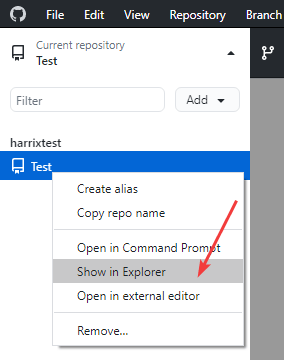 File Edit View Repository Branch
Current repository
Test
Filter
Add
harrixtest
Test
Create alias
Copy repo name
Open in Command Prompt
Show in Explorer
Open in external editor
Remove...